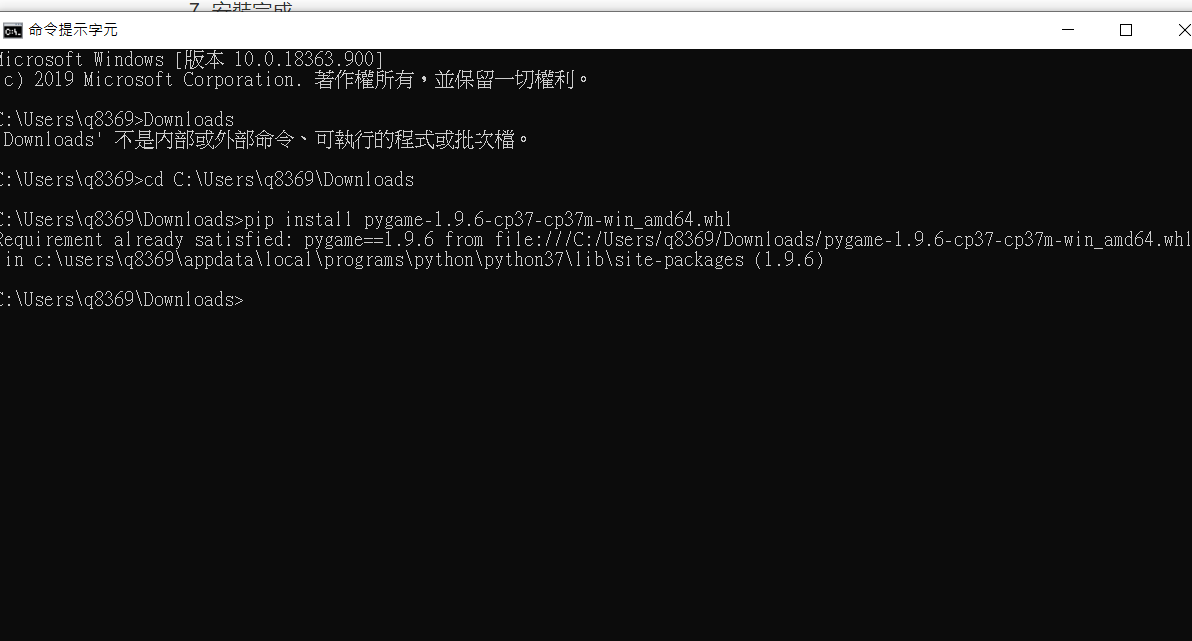 7. 安裝完成
命令提示字元
Microsoft Windows [版本 10.0.18363.900]
(c) 2019 Microsoft Corporation. 著作權所有，並保留一切權利。
C:\Users\q8369>Downloads
'Downloads' 不是內部或外部命令、可執行的程式或批次檔。
C:\Users\q8369>cd C:\Users\q8369\Downloads
C:\Users\q8369\Downloads>pip install pygame-1.9.6-cp37-cp37m-win_amd64.whl
Requirement already satisfied: pygame==1.9.6 from file:///C:/Users/q8369/Downloads/pygame-1.9.6-cp37-cp37m-win_amd64.whl
in c:\users\q8369\appdata\local\programs\python\python37\lib\site-packages (1.9.6)
C:\Users\q8369\Downloads>